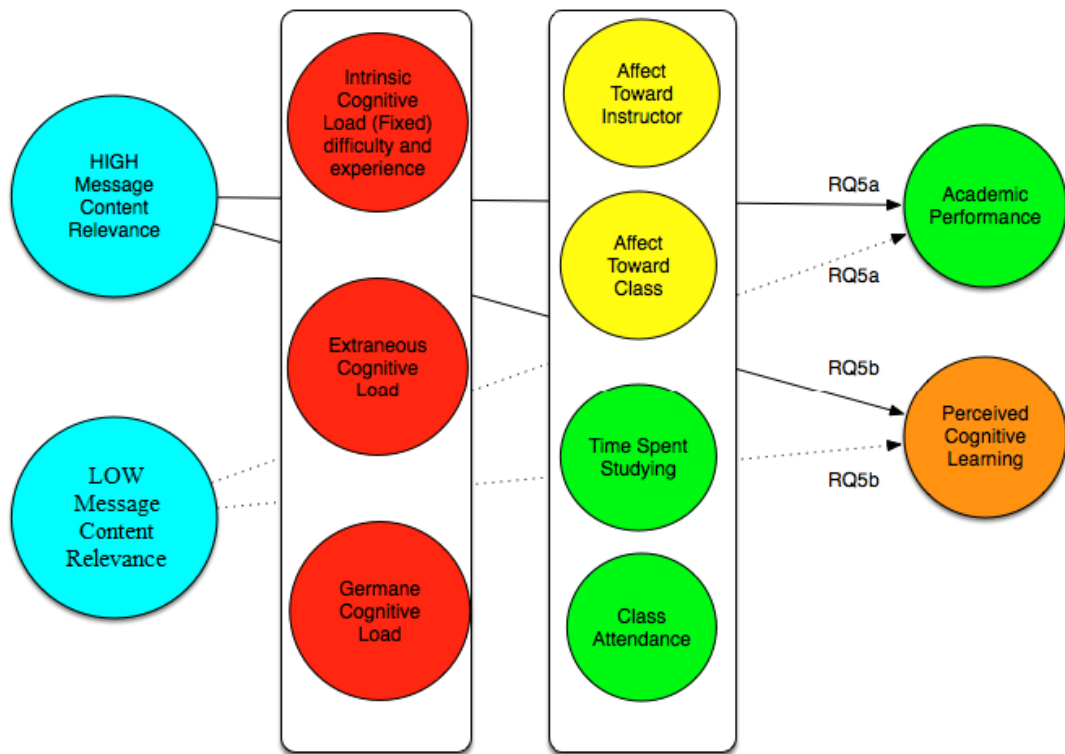 HIGH
Message
Content
Relevance
LOW
Message
Content
Relevance
Intrinsic
Cognitive
Load (Fixed)
difficulty and
experience
Extraneous
Cognitive
Load
Germane
Cognitive
Load
Affect
Toward
Instructor
Affect
Toward
Class
Time Spent
Studying
Class
Attendance
RQ5a
RQ5a
RQ5b
RQ5b
Academic
Performance
Perceived
Cognitive
Learning